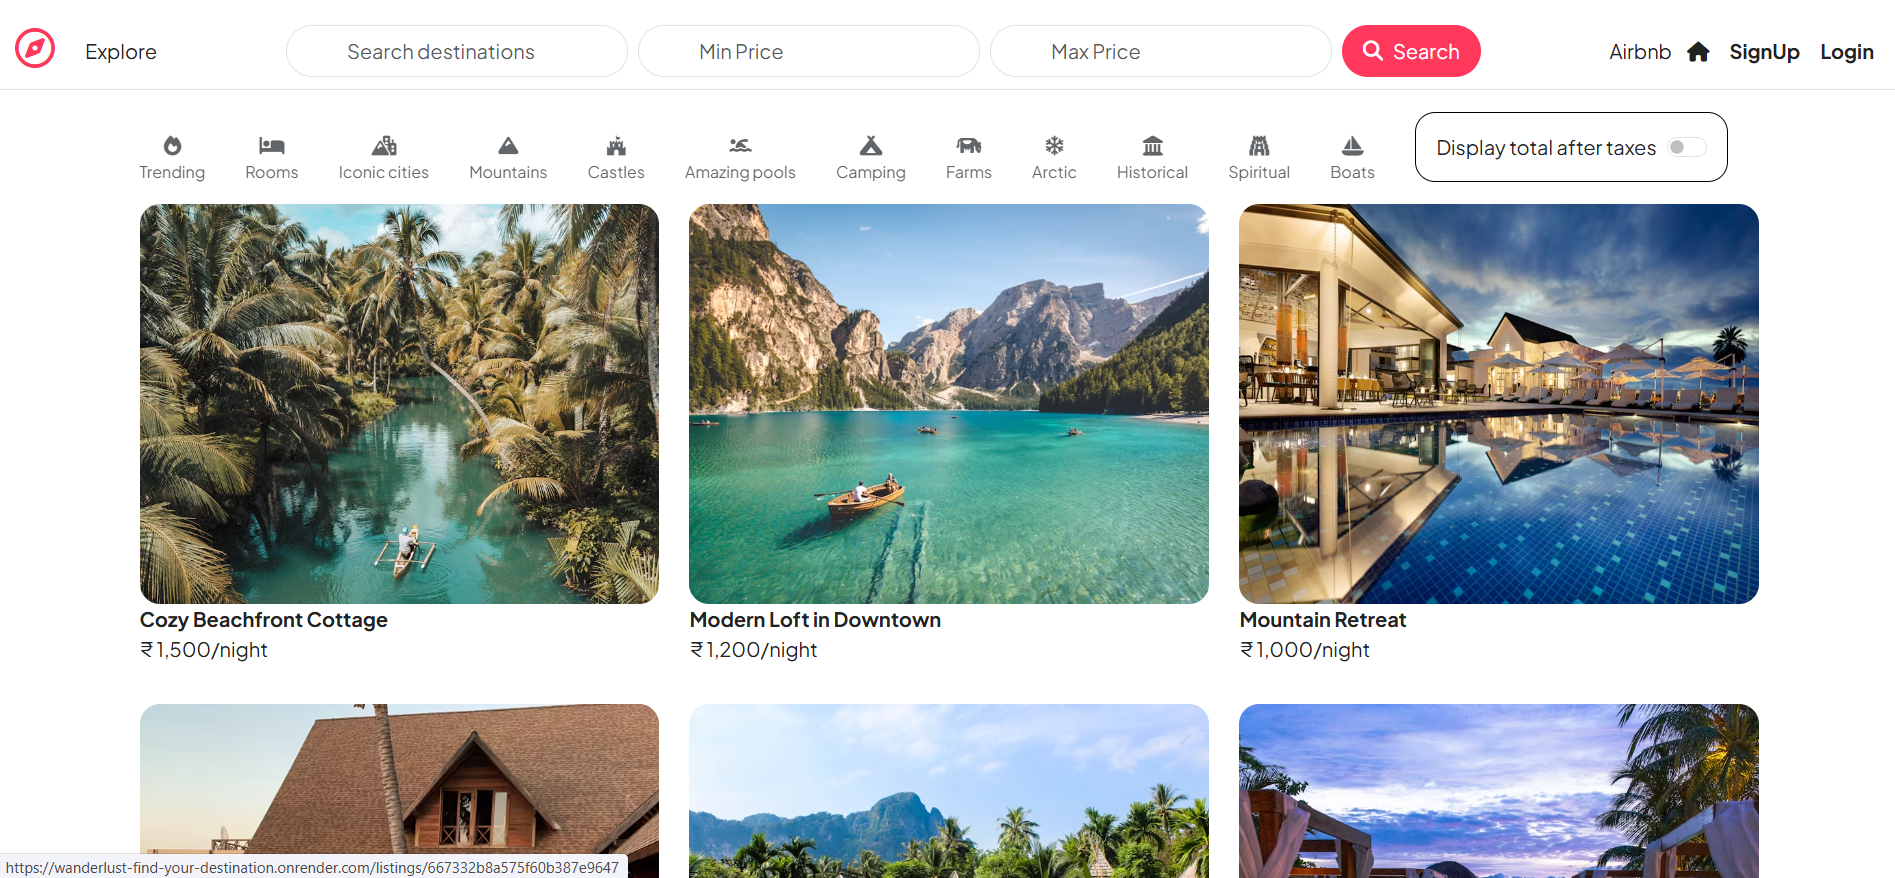 Explore
Search destinations
Min Price
Max Price
Search
Airbnb
SignUp
Login
Trending
Rooms
Iconic cities
Mountains
Castles
Amazing pools
Camping
Farms
Arctic
Historical
Spiritual
Boats
Display total after taxes
Cozy Beachfront Cottage
₹1,500/night
Modern Loft in Downtown
₹1,200/night
Mountain Retreat
₹1,000/night
https://wanderlust-find-your-destination.onrender.com/listings/667332b8a575f60b387e9647